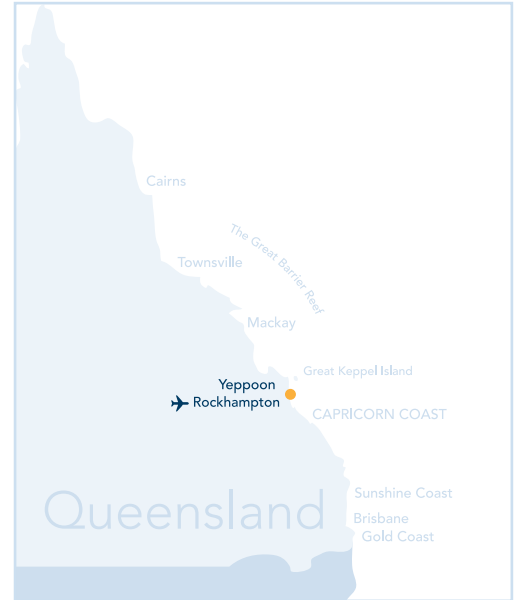 Cairns
The Great Barrier Reef
Townsville
Mackay
Great Keppel Island
Yeppoon
Rockhampton
CAPRICORN COAST
Queensland
Sunshine Coast
Brisbane
Gold Coast